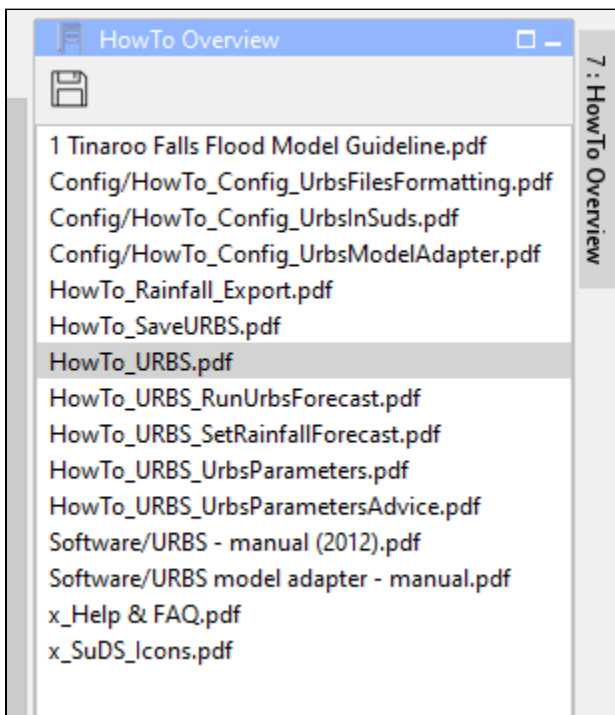 HowTo Overview
7 : HowTo Overview
1 Tinaroo Falls Flood Model Guideline.pdf
Config/HowTo_Config_UrbsFilesFormatting.pdf
Config/HowTo_Config_UrbsInSuds.pdf
Config/HowTo_Config_UrbsModelAdapter.pdf
HowTo_Rainfall_Export.pdf
HowTo_SaveURBS.pdf
HowTo_URBS.pdf
HowTo_URBS_RunUrbsForecast.pdf
HowTo_URBS_SetRainfallForecast.pdf
HowTo_URBS_UrbsParameters.pdf
HowTo_URBS_UrbsParametersAdvice.pdf
Software/URBS - manual (2012).pdf
Software/URBS model adapter - manual.pdf
x_Help & FAQ.pdf
x_SuDS_Icons.pdf